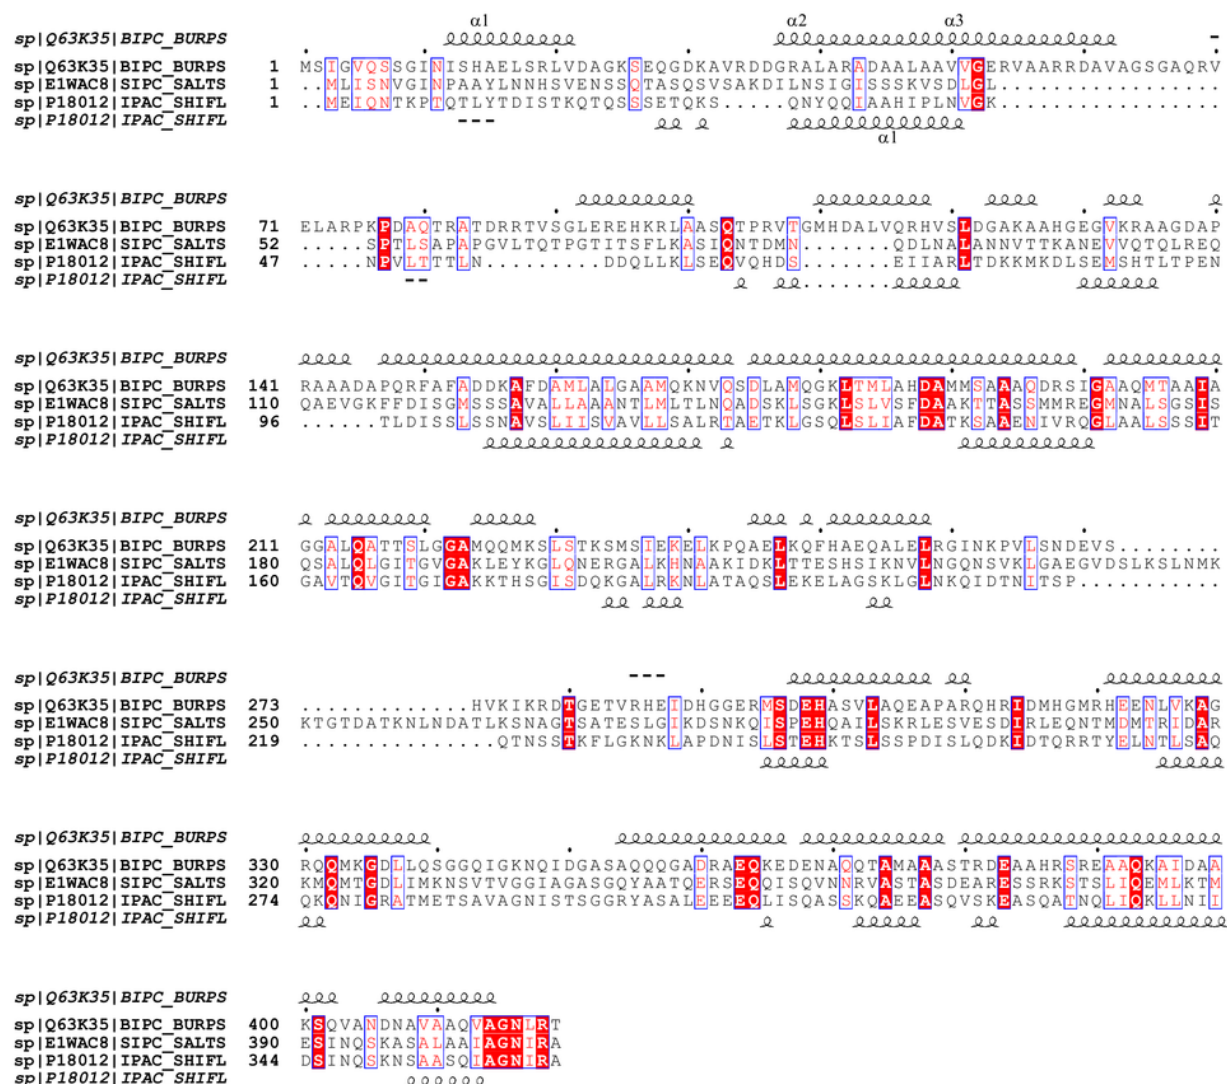 α1 α2 α3
sp|Q63K35|BIPC_BURPS
sp|Q63K35|BIPC_BURPS 1 MSIGVQSSGINISHAELSRLVDAGKSEQGDKAVRDDGRALARADAALAAVVGERVAARRDAVAGSGAQRV
sp|E1WAC8|SIPC_SALTS 1 ..MLISNVGINPAAYLNNHSVENSSQTASQSVSAKDILNSIGISSSKVSDLGL..................
sp|P18012|IPAC_SHIFL 1 ..MEIQNTKPTQTLYTDISTKQTQSSSETQKS.....QNYQQIAAHIPLNVGK..................
sp|P18012|IPAC_SHIFL
α1
sp|Q63K35|BIPC_BURPS
sp|Q63K35|BIPC_BURPS 71 ELARPKPDAQTRATDRRTVSGLEREHKRLAASQTPRVTGMHDALVQRHVSLDGAKAAHGEGVKRAAGDAP
sp|E1WAC8|SIPC_SALTS 52 .....SPTLSAPAPGVLTQTPGTITSFLKASIQNTDMN.......QDLNALANNVTTKANEVVQTQLREQ
sp|P18012|IPAC_SHIFL 47 .....NPVLTTTLN.........DDQLLKLSEQVQHDS.......EIIARLTDKKMKDLSEMSHTLTPEN
sp|P18012|IPAC_SHIFL
sp|Q63K35|BIPC_BURPS
sp|Q63K35|BIPC_BURPS 141 RAAADAPQRFAFADDKAFDAMLALGAAMQKNVQSDLAMQGKLTMLAHDAMMSAAAQDRSIGAAQMTAAIA
sp|E1WAC8|SIPC_SALTS 110 QAEVGKFFDISGMSSSAVALLAAANTLMLTLNQADSKLSGKLSLVSFDAAKTTASSMMREGMNALSGSIS
sp|P18012|IPAC_SHIFL 96 ......TLDISSLSSNAVSLIISVAVLLSALRTAETKLGSQLSLIAFDATKSAAENIVRQGLAALSSSIT
sp|P18012|IPAC_SHIFL
sp|Q63K35|BIPC_BURPS
sp|Q63K35|BIPC_BURPS 211 GGALQATTSLGGAMQQMKSLSTKSMSIEKELKPQAELKQFHAEQALELRGINKPVLSNDEVS........
sp|E1WAC8|SIPC_SALTS 180 QSALQLGITGVGAKLEYKGLQNERGALKHNAAKIDKLTTESHSIKNVLNGQNSVKLGAEGVDSLKSLNMK
sp|P18012|IPAC_SHIFL 160 GAVTQVGITGIGAKKTHSGISDQKGALRKNLATAQSLEKELAGSKLGLNKQIDTNITSP...........
sp|P18012|IPAC_SHIFL
sp|Q63K35|BIPC_BURPS
sp|Q63K35|BIPC_BURPS 273 .............HVKIKRDTGETVRHEIDHGGERMSDEHASVLAQEAPARQHRIDMHGMRHEENLVKAG
sp|E1WAC8|SIPC_SALTS 250 KTGTDATKNLNDATLKSNAGTSATESLGIKDSNKQISPEHQAILSKRLESVESDIRLEQNTMDMTRIDAR
sp|P18012|IPAC_SHIFL 219 ...............QTNSSTKFLGKNKLAPDNISLSTEHKTSLSSPDISLQDKIDTQRRTYELNTLSAQ
sp|P18012|IPAC_SHIFL
sp|Q63K35|BIPC_BURPS
sp|Q63K35|BIPC_BURPS 330 RQQMKGDLLQSGGQIGKNQIDGASAQQQGADRAEQKEDENAQQTAMAAASTRDEAAHRSREAAQKAIDAA
sp|E1WAC8|SIPC_SALTS 320 KMQMTGDLIMKNSVTVGGIAGASGQYAATQERSEQQISQVNNRVASTASDEARESSRKSTSLIQEMLKTM
sp|P18012|IPAC_SHIFL 274 QKQNIGRATMETSAVAGNISTSGGRYASALEEEEQLISQASSKQAEEASQVSKEASQATNQLIQKLLNII
sp|P18012|IPAC_SHIFL
sp|Q63K35|BIPC_BURPS
sp|Q63K35|BIPC_BURPS 400 KSQVANDNAVAAQVAGNLRT
sp|E1WAC8|SIPC_SALTS 390 ESINQSKASALAAIAGNIRA
sp|P18012|IPAC_SHIFL 344 DSINQSKNSAASQIAGNIRA
sp|P18012|IPAC_SHIFL